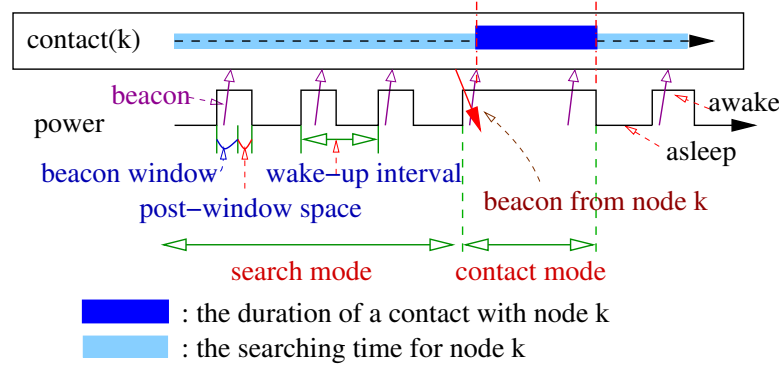 contact(k)
beacon
awake
power
asleep
beacon window
wake-up interval
post-window space
beacon from node k
search mode
contact mode
: the duration of a contact with node k
: the searching time for node k